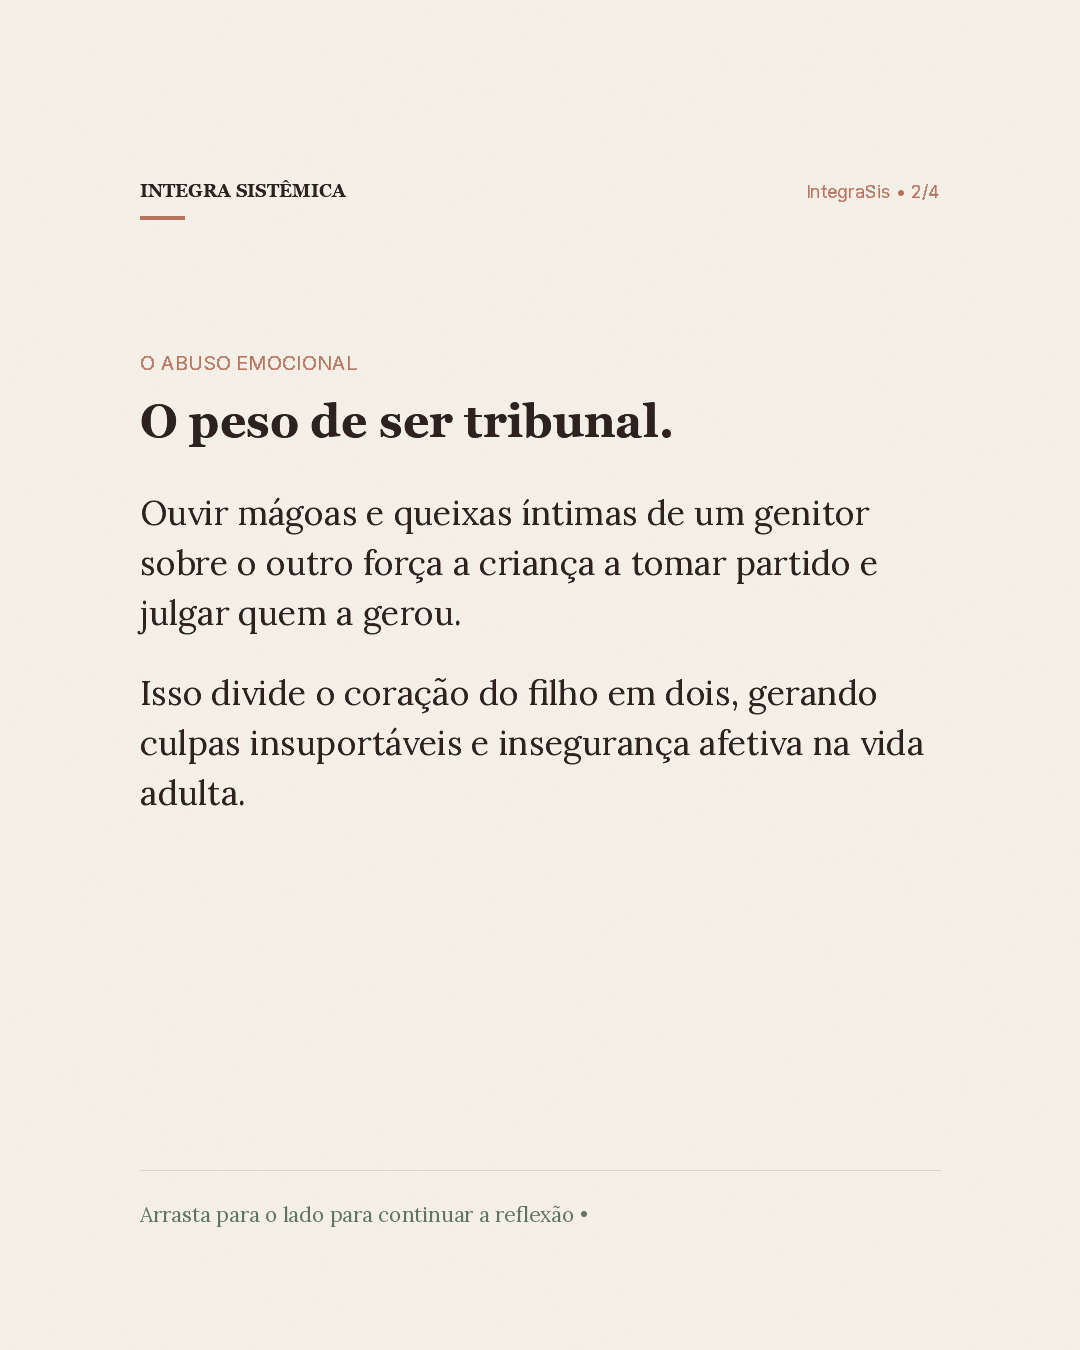 INTEGRA SISTÊMICA
IntegraSis • 2/4
O ABUSO EMOCIONAL
O peso de ser tribunal.
Ouvir mágoas e queixas íntimas de um genitor
sobre o outro força a criança a tomar partido e
julgar quem a gerou.
Isso divide o coração do filho em dois, gerando
culpas insuportáveis e insegurança afetiva na vida
adulta.
Arrasta para o lado para continuar a reflexão •